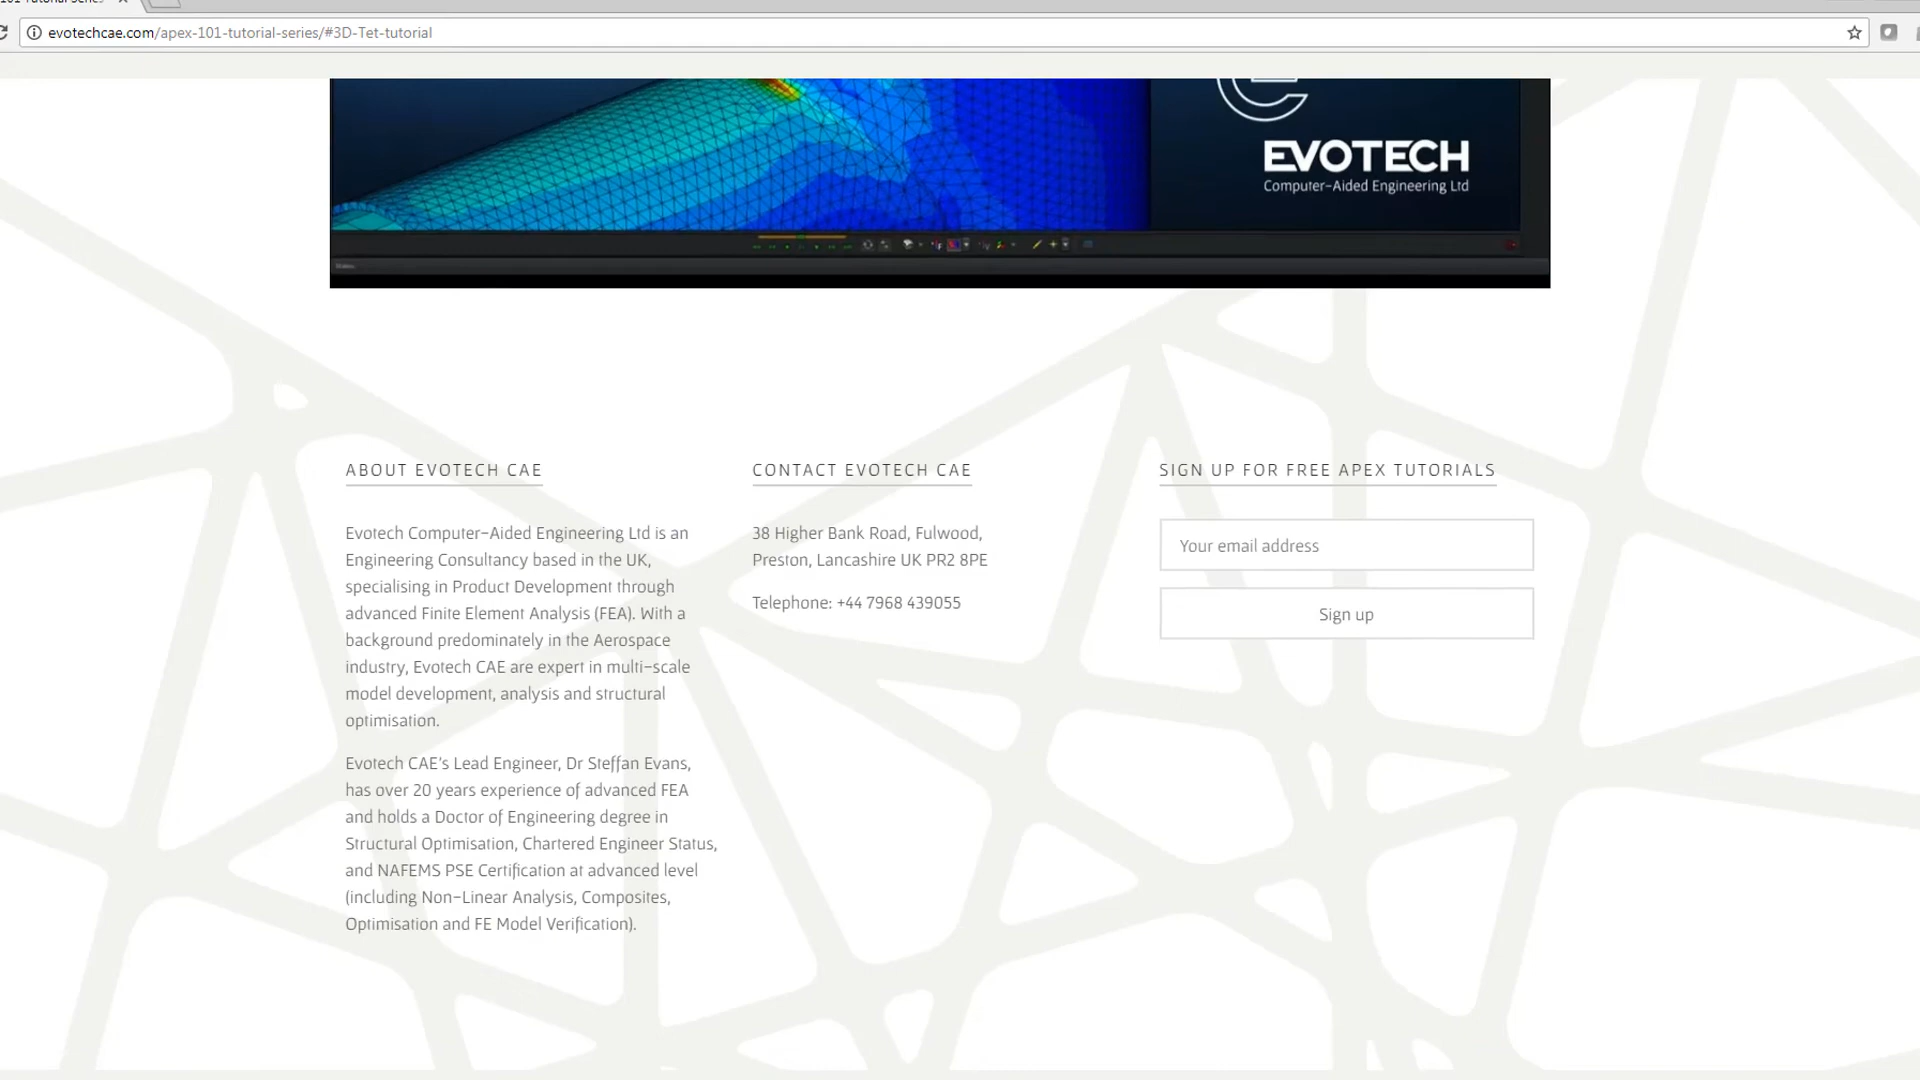 evotechcae.com/apex-101-tutorial-series/#3D-Tet-tutorial
EVOTECH
Computer-Aided Engineering Ltd
ABOUT EVOTECH CAE
Evotech Computer-Aided Engineering Ltd is an
Engineering Consultancy based in the UK,
specialising in Product Development through
advanced Finite Element Analysis (FEA). With a
background predominately in the Aerospace
industry, Evotech CAE are expert in multi-scale
model development, analysis and structural
optimisation.
Evotech CAE's Lead Engineer, Dr Steffan Evans,
has over 20 years experience of advanced FEA
and holds a Doctor of Engineering degree in
Structural Optimisation, Chartered Engineer Status,
and NAFEMS PSE Certification at advanced level
(including Non-Linear Analysis, Composites,
Optimisation and FE Model Verification).
CONTACT EVOTECH CAE
38 Higher Bank Road, Fulwood,
Preston, Lancashire UK PR2 8PE
Telephone: +44 7968 439055
SIGN UP FOR FREE APEX TUTORIALS
Your email address
Sign up